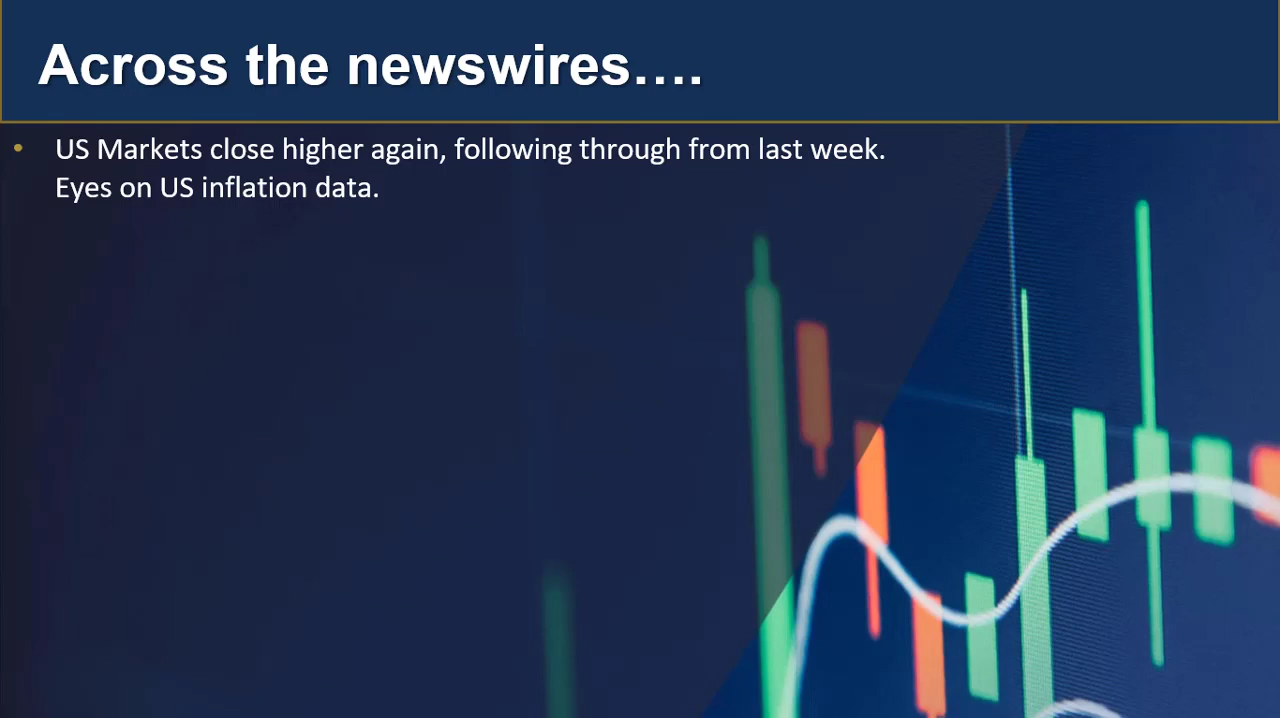 Across the newswires….
• US Markets close higher again, following through from last week.
Eyes on US inflation data.